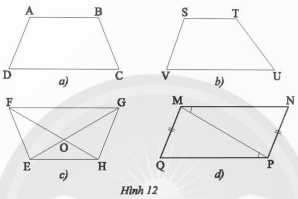 A B S T
D C V U
a) b)
F G M N
O
E H Q P
c) d)
Hình 12